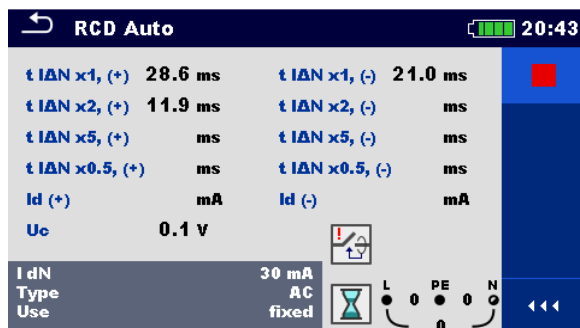 RCD Auto 20:43
t IΔN x1, (+) 28.6 ms t IΔN x1, (-) 21.0 ms
t IΔN x2, (+) 11.9 ms t IΔN x2, (-) ms
t IΔN x5, (+) ms t IΔN x5, (-) ms
t IΔN x0.5, (+) ms t IΔN x0.5, (-) ms
Id (+) mA Id (-) mA
Uc 0.1 V
!
I dN 30 mA
Type AC
Use fixed
L PE N
0 0
0